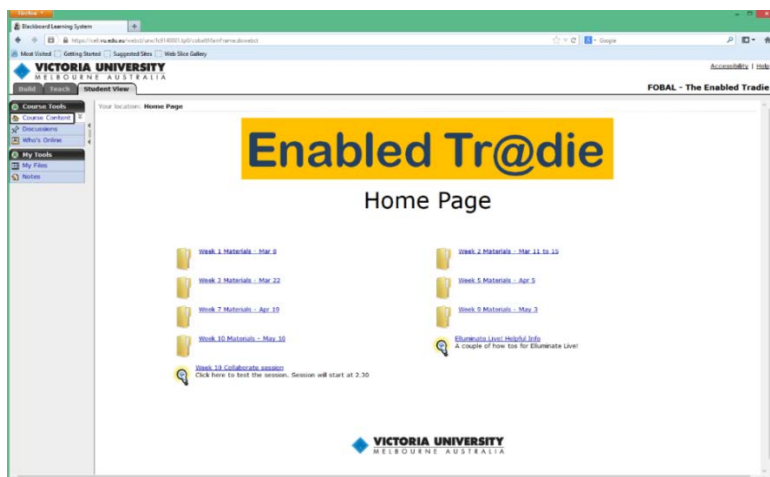 Firefox
Blackboard Learning System
Google
Most Visited Getting Started Suggested Sites Web Slice Gallery
VICTORIA UNIVERSITY
MELBOURNE AUSTRALIA
Accessibility | Help
Build Teach Student View
FOBAL - The Enabled Tradie
Course Tools
Course Content
Discussions
Who's Online
My Tools
My Files
Notes
Your location: Home Page
Enabled Tr@die
Home Page
Week 1 Materials - Mar 8
Week 2 Materials - Mar 11 to 15
Week 3 Materials - Mar 22
Week 5 Materials - Apr 5
Week 7 Materials - Apr 19
Week 9 Materials - May 3
Week 10 Materials - May 10
Elluminate Live! Helpful Info
A couple of how tos for Elluminate Live!
Week 10 Collaborate session
Click here to test the session. Session will start at 2.30
VICTORIA UNIVERSITY
MELBOURNE AUSTRALIA